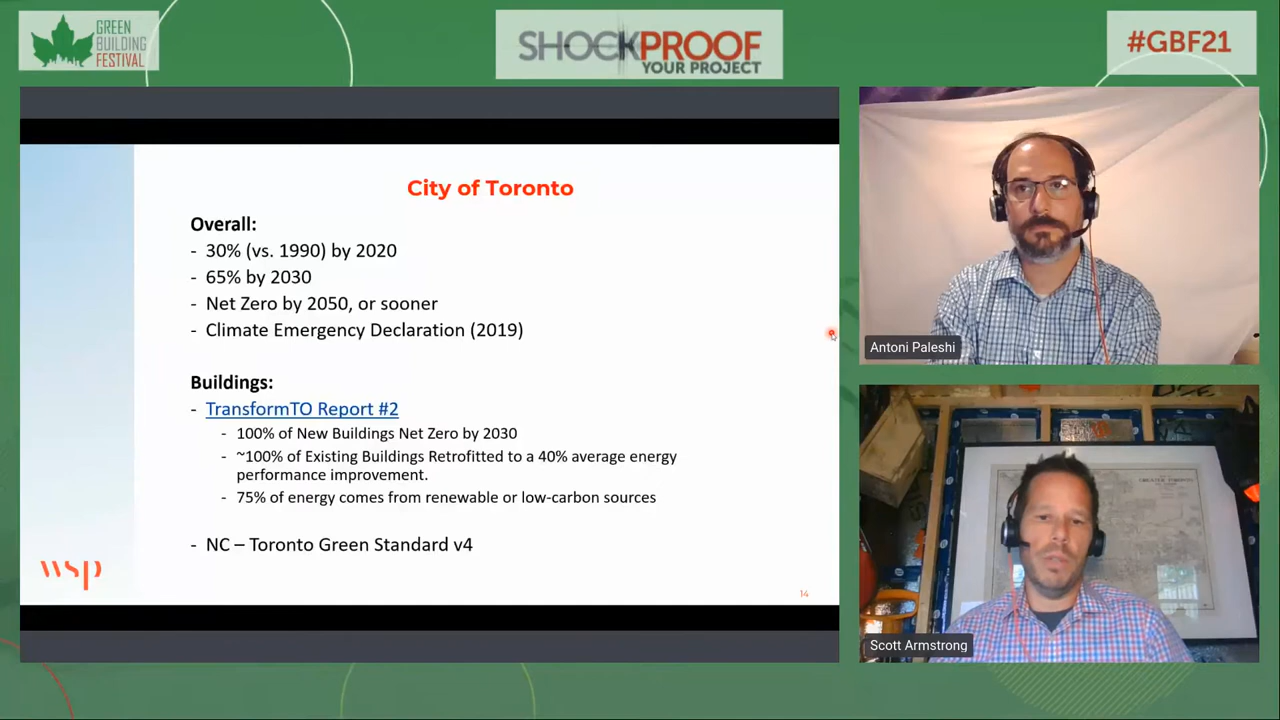 GREEN
BUILDING
FESTIVAL
SHOCKPROOF
YOUR PROJECT
#GBF21
City of Toronto
Overall:
- 30% (vs. 1990) by 2020
- 65% by 2030
- Net Zero by 2050, or sooner
- Climate Emergency Declaration (2019)
Buildings:
- TransformTO Report #2
- 100% of New Buildings Net Zero by 2030
- ~100% of Existing Buildings Retrofitted to a 40% average energy
performance improvement.
- 75% of energy comes from renewable or low-carbon sources
- NC – Toronto Green Standard v4
wsp
14
Antoni Paleshi
GREATER TORONTO
Scott Armstrong